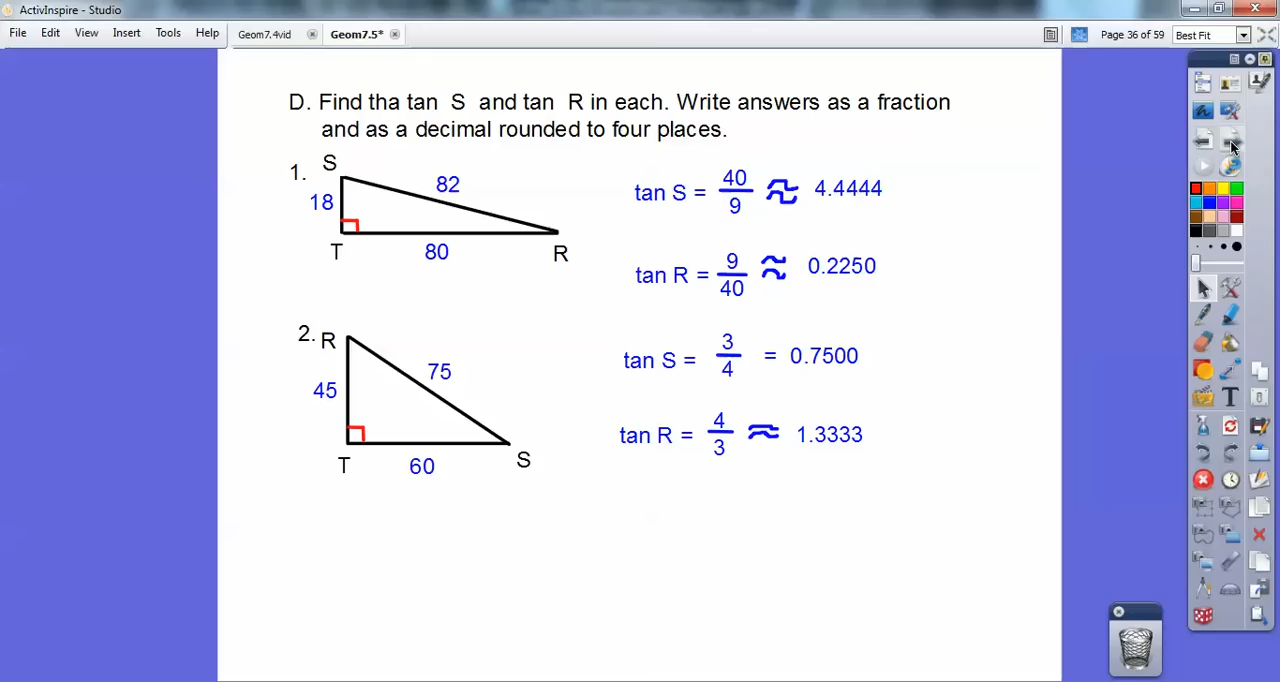 ActivInspire - Studio
File Edit View Insert Tools Help Geom7.4vid Geom7.5* Page 36 of 59 Best Fit
D. Find tha tan S and tan R in each. Write answers as a fraction
and as a decimal rounded to four places.
1.
S
82
18
T
80
R
tan S = 40/9 ≈ 4.4444
tan R = 9/40 ≈ 0.2250
2.
R
75
45
T
60
S
tan S = 3/4 = 0.7500
tan R = 4/3 ≈ 1.3333